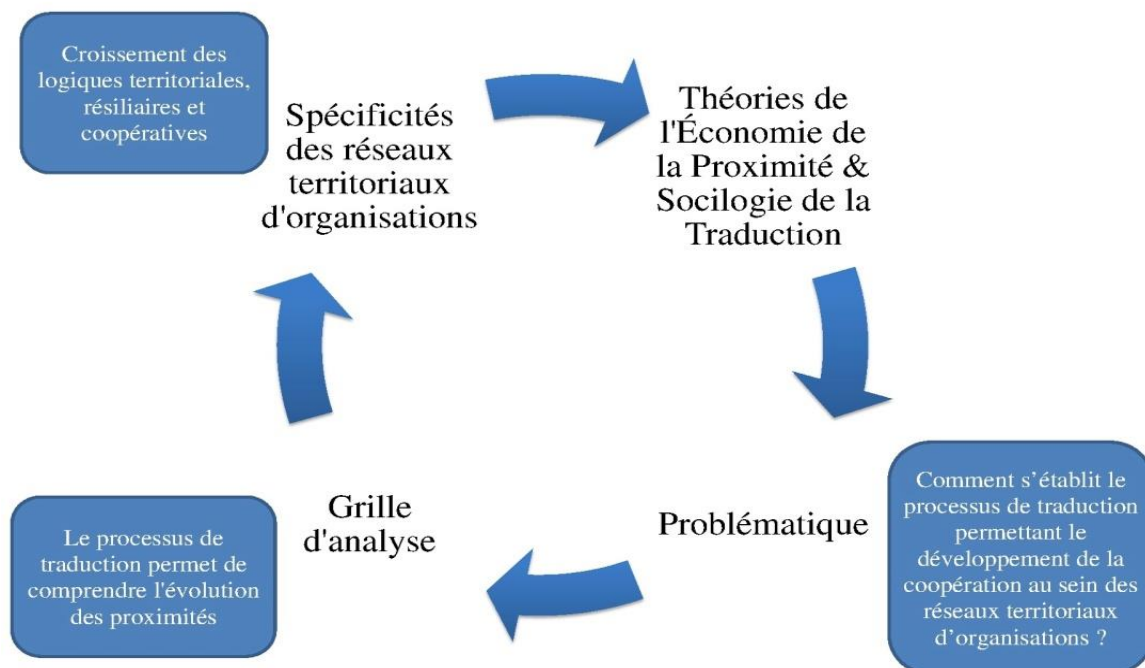 Croissement des
logiques territoriales,
résiliaires et
coopératives
Spécificités
des réseaux
territoriaux
d'organisations
Théories de
l'Économie de
la Proximité &
Socilogie de la
Traduction
Comment s’établit le
processus de traduction
permettant le
développement de la
coopération au sein des
réseaux territoriaux
d’organisations ?
Problématique
Grille
d'analyse
Le processus de
traduction permet de
comprendre l'évolution
des proximités